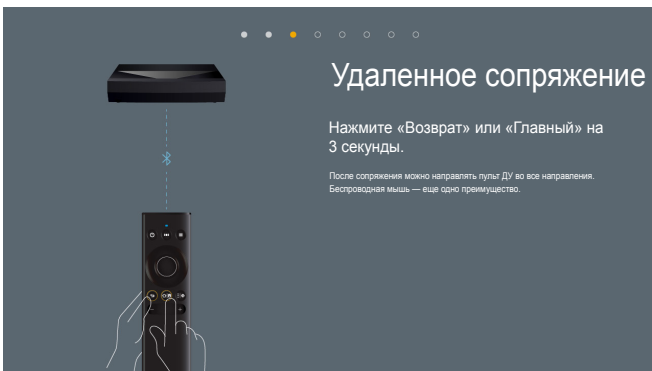 Удаленное сопряжение
Нажмите «Возврат» или «Главный» на
3 секунды.
После сопряжения можно направлять пульт ДУ во все направления.
Беспроводная мышь — еще одно преимущество.